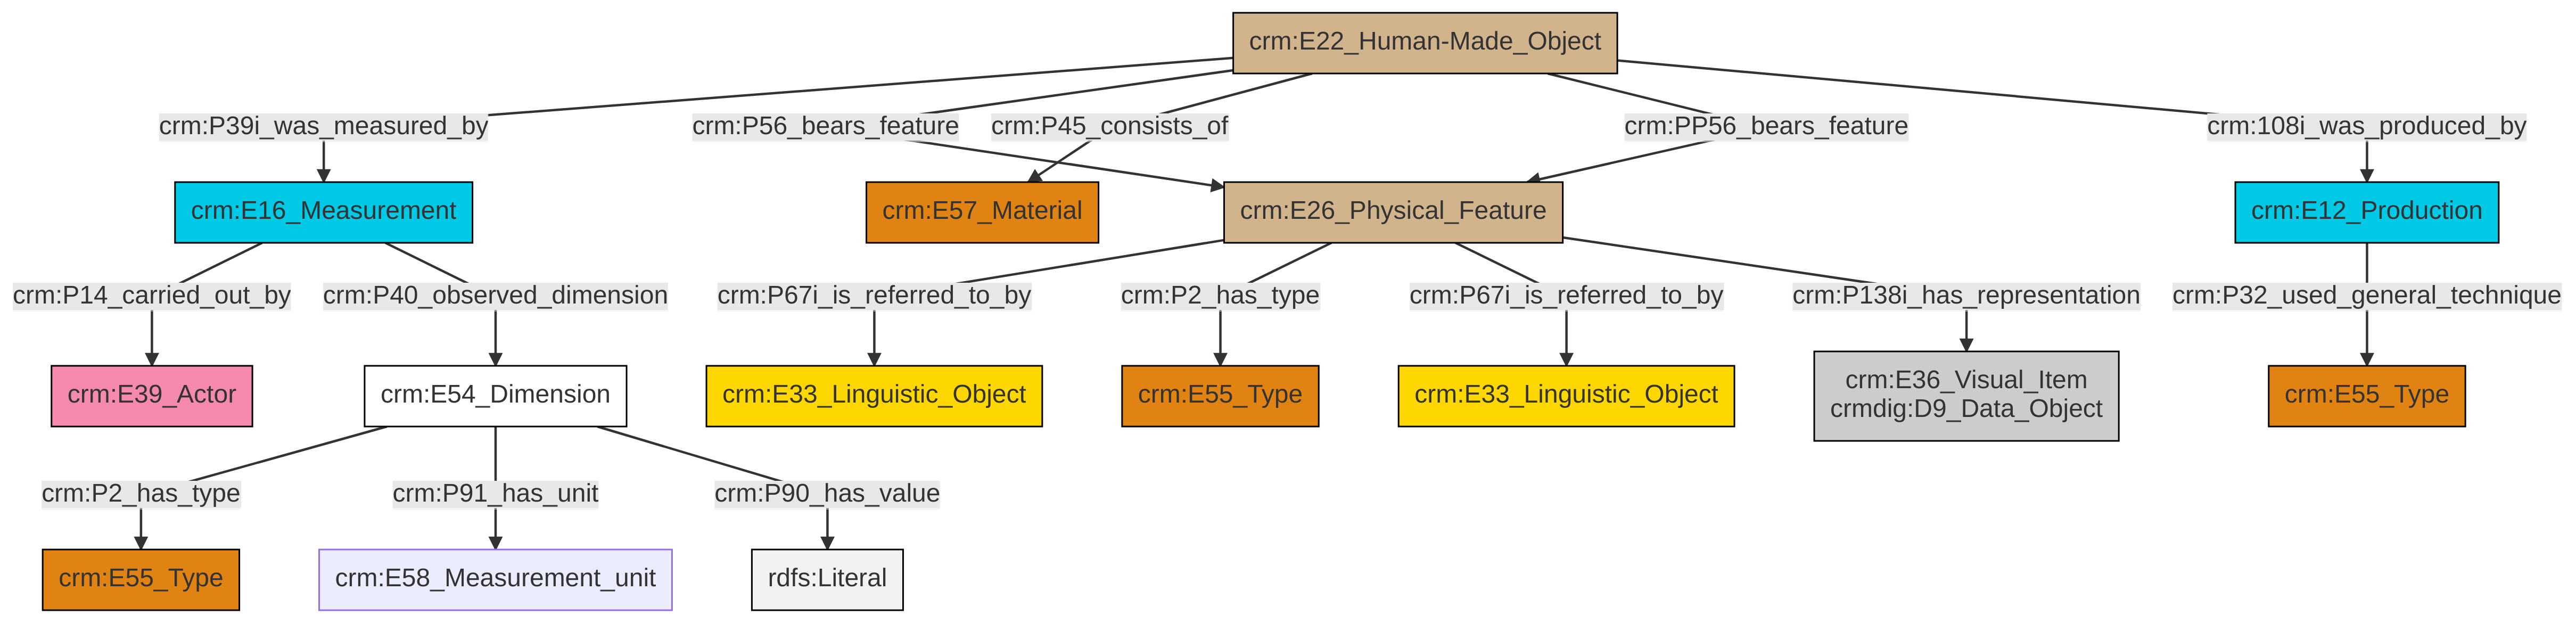 crm:E22_Human-Made_Object
crm:P39i_was_measured_by
crm:P56_bears_feature
crm:P45_consists_of
crm:PP56_bears_feature
crm:108i_was_produced_by
crm:E16_Measurement
crm:E57_Material
crm:E26_Physical_Feature
crm:E12_Production
crm:P14_carried_out_by
crm:P40_observed_dimension
crm:P67i_is_referred_to_by
crm:P2_has_type
crm:P67i_is_referred_to_by
crm:P138i_has_representation
crm:P32_used_general_technique
crm:E39_Actor
crm:E54_Dimension
crm:E33_Linguistic_Object
crm:E55_Type
crm:E33_Linguistic_Object
crm:E36_Visual_Item
crmdig:D9_Data_Object
crm:E55_Type
crm:P2_has_type
crm:P91_has_unit
crm:P90_has_value
crm:E55_Type
crm:E58_Measurement_unit
rdfs:Literal